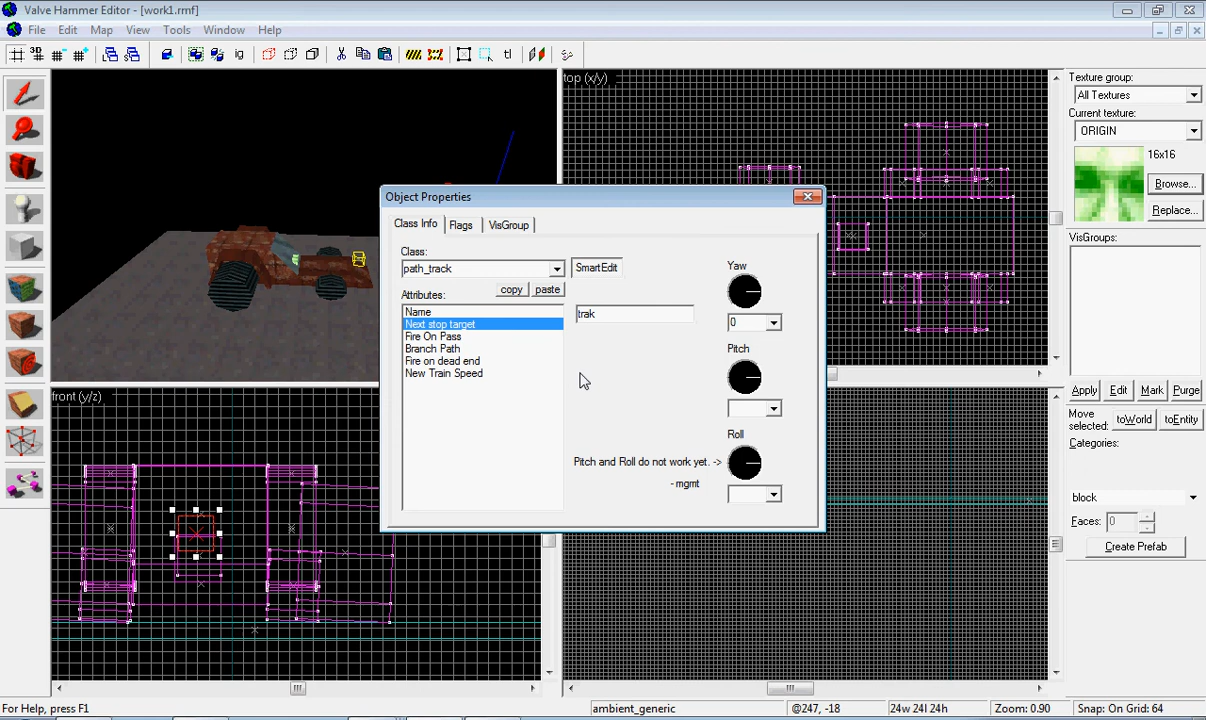 Valve Hammer Editor - [work1.rmf]
File Edit Map View Tools Window Help
3D
ig
tl
top (x/y)
front (y/z)
Object Properties
Class Info Flags VisGroup
Class:
path_track
SmartEdit
Attributes:
copy paste
Name
Next stop target
Fire On Pass
Branch Path
Fire on dead end
New Train Speed
trak
Yaw
0
Pitch
Roll
Pitch and Roll do not work yet. ->
- mgmt
Texture group:
All Textures
Current texture:
ORIGIN
16x16
Browse...
Replace...
VisGroups:
Apply Edit Mark Purge
Move selected: toWorld toEntity
Categories:
block
Faces: 0
Create Prefab
For Help, press F1
ambient_generic
@247, -18
24w 24l 24h
Zoom: 0.90
Snap: On Grid: 64